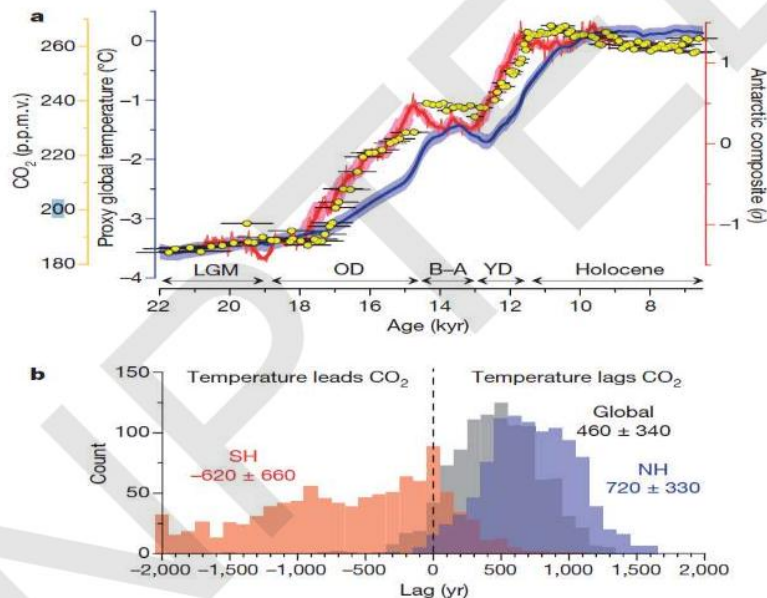 a
260
240
220
200
180
CO₂ (p.p.m.v.)
0
−1
−2
−3
−4
Proxy global temperature (°C)
1
0
−1
Antarctic composite (σ)
LGM
OD
B–A
YD
Holocene
22
20
18
16
14
12
10
8
Age (kyr)
b
150
100
50
0
Count
Temperature leads CO₂
Temperature lags CO₂
SH
−620 ± 660
Global
460 ± 340
NH
720 ± 330
−2,000
−1,500
−1,000
−500
0
500
1,000
1,500
2,000
Lag (yr)
NPTEL